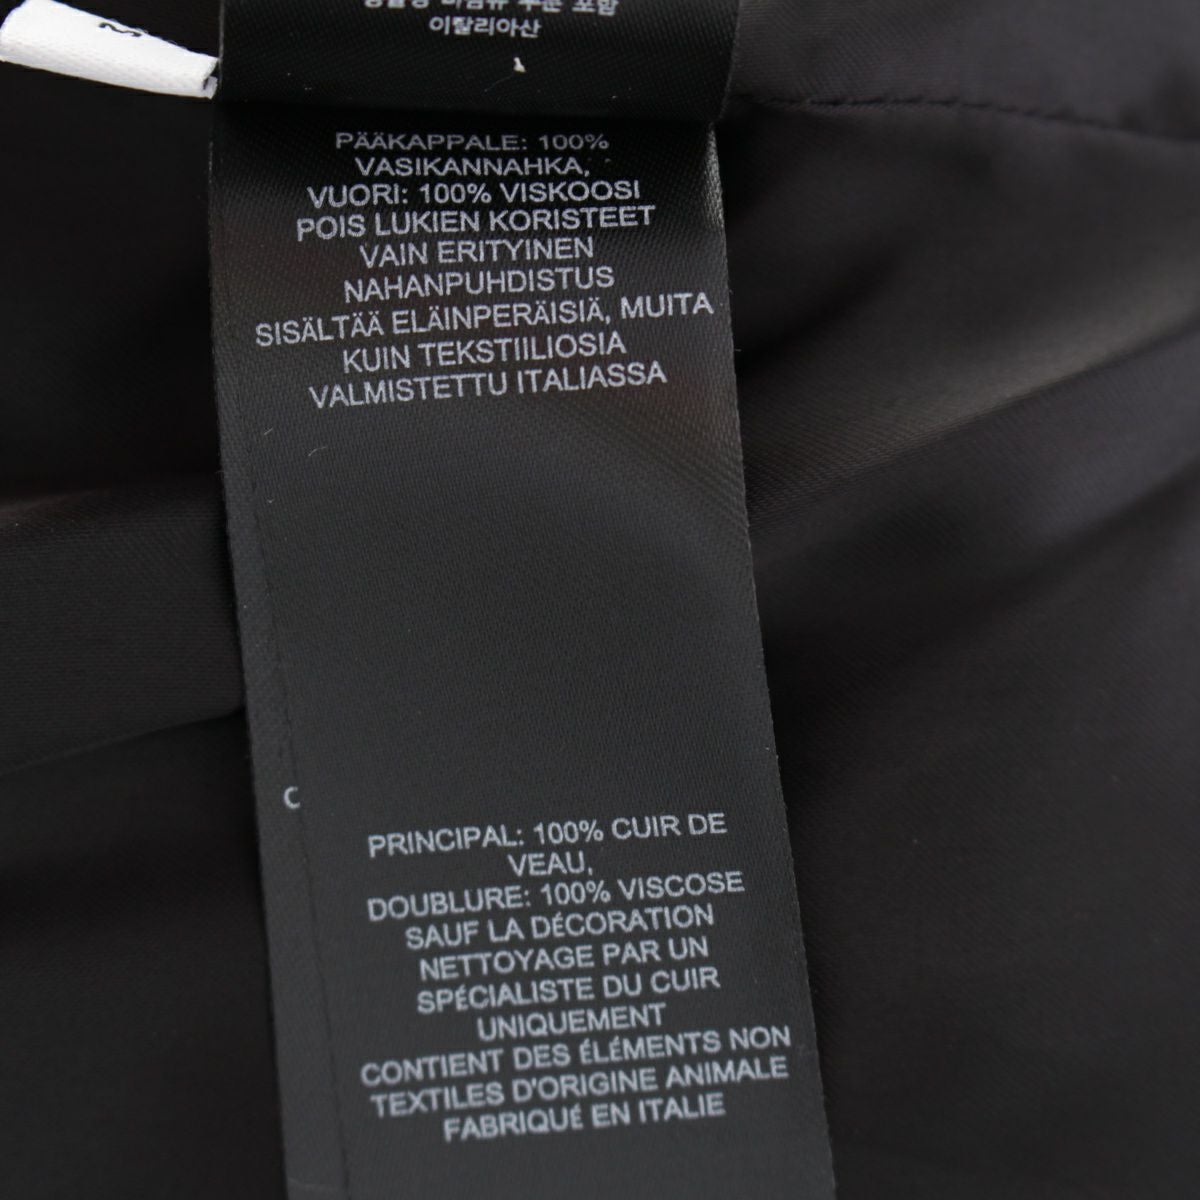 이탈리아산
PÄÄKAPPALE: 100%
VASIKANNAHKA,
VUORI: 100% VISKOOSI
POIS LUKIEN KORISTEET
VAIN ERITYINEN
NAHANPUHDISTUS
SISÄLTÄÄ ELÄINPERÄISIÄ, MUITA
KUIN TEKSTIILIOSIA
VALMISTETTU ITALIASSA
C
PRINCIPAL: 100% CUIR DE
VEAU,
DOUBLURE: 100% VISCOSE
SAUF LA DÉCORATION
NETTOYAGE PAR UN
SPÉCIALISTE DU CUIR
UNIQUEMENT
CONTIENT DES ÉLÉMENTS NON
TEXTILES D'ORIGINE ANIMALE
FABRIQUÉ EN ITALIE